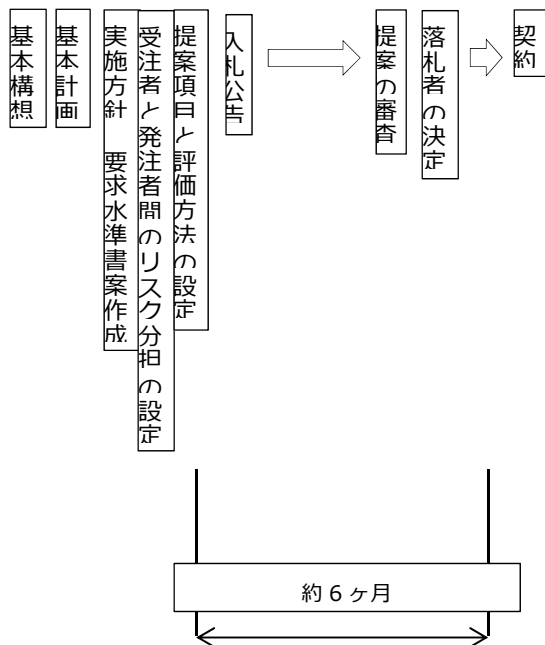 基本構想
基本計画
実施方針 要求水準書案作成
受注者と発注者間のリスク分担の設定
提案項目と評価方法の設定
入札公告
提案の審査
落札者の決定
契約
約6ヶ月